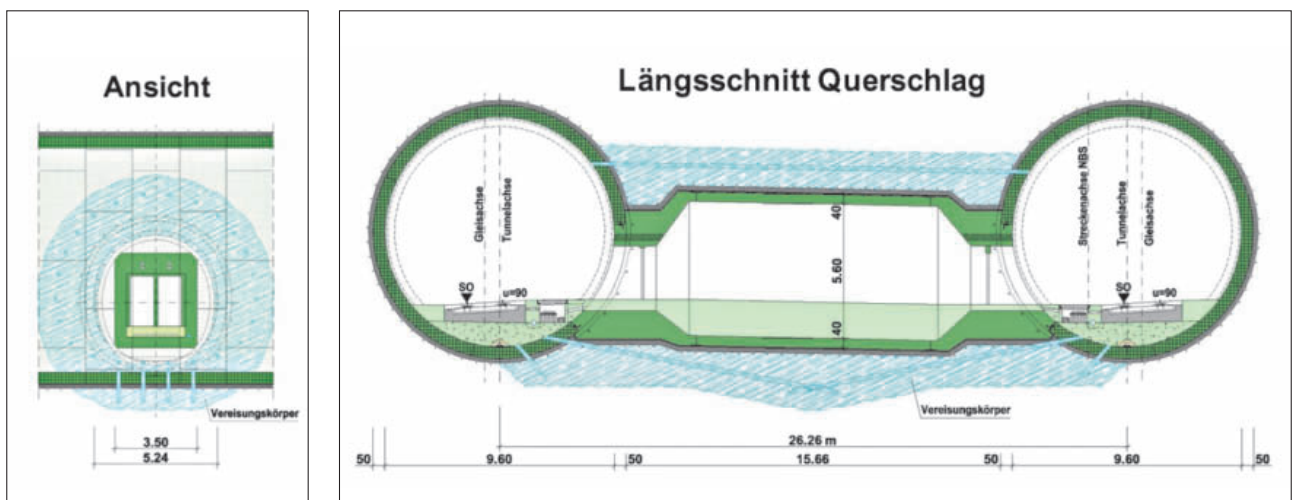 Ansicht
Vereisungskörper
3.50
5.24
Längsschnitt Querschlag
Gleisachse
Tunnelachse
SO
u=90
40
5.60
40
Streckenachse NBS
Tunnelachse
Gleisachse
SO
u=90
Vereisungskörper
26.26 m
50
9.60
50
15.66
50
9.60
50